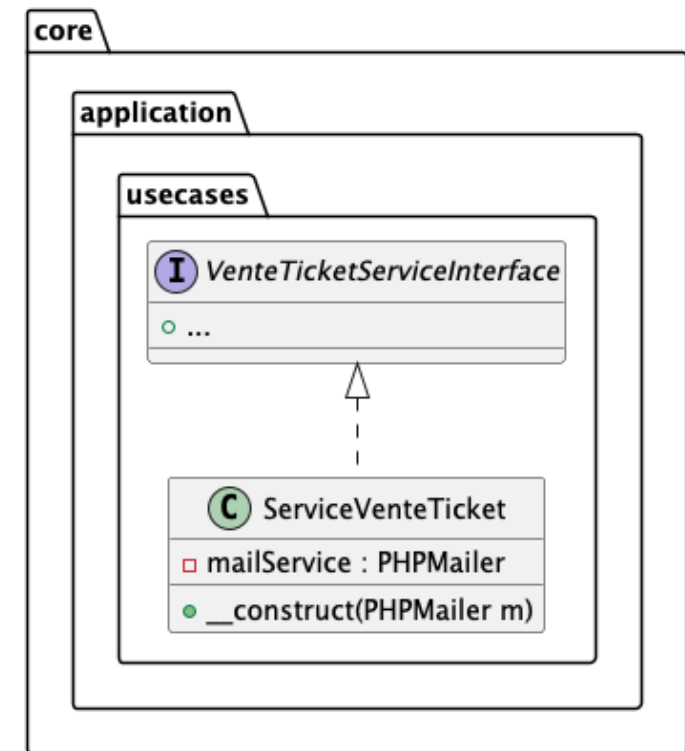 core
application
usecases
I VenteTicketServiceInterface
...
C ServiceVenteTicket
mailService : PHPMailer
__construct(PHPMailer m)